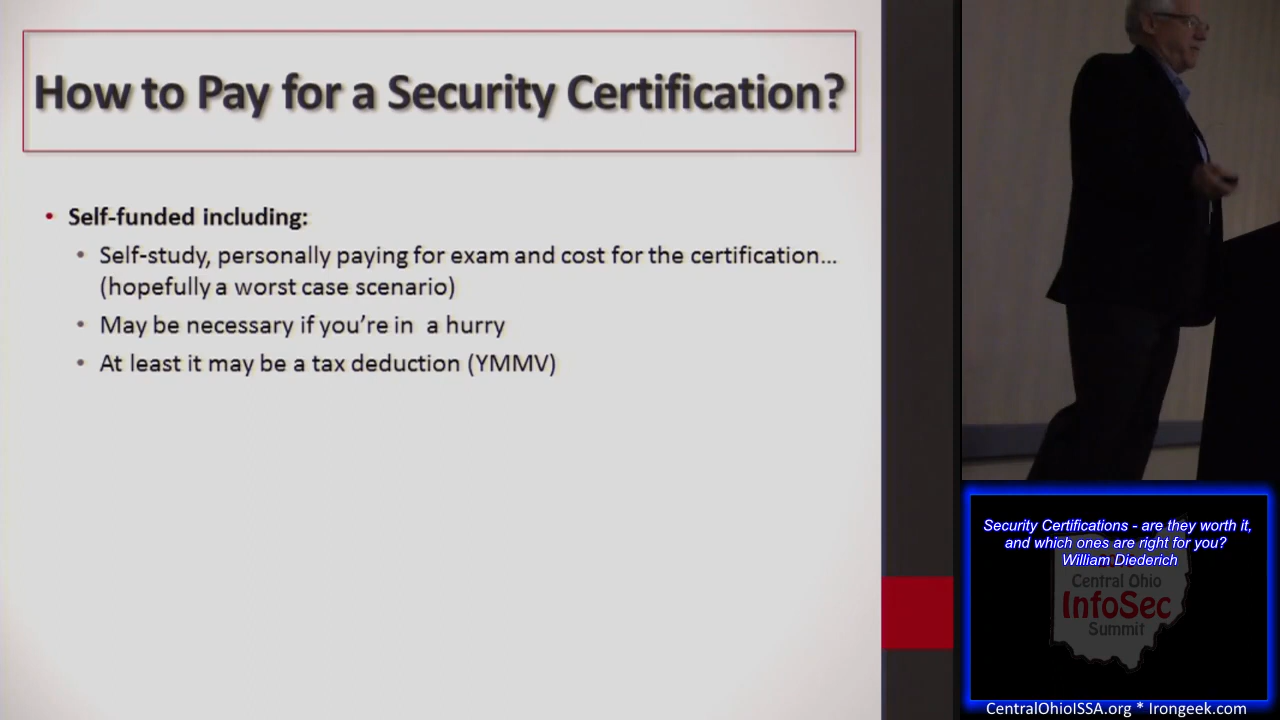 How to Pay for a Security Certification?
• Self-funded including:
• Self-study, personally paying for exam and cost for the certification…
(hopefully a worst case scenario)
• May be necessary if you’re in  a hurry
• At least it may be a tax deduction (YMMV)
Security Certifications - are they worth it,
and which ones are right for you?
William Diederich
Central Ohio
InfoSec
Summit
CentralOhioISSA.org * Irongeek.com